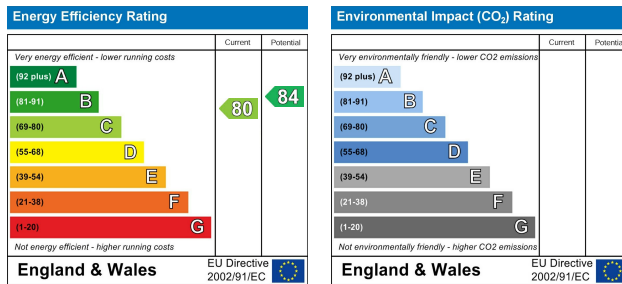 Energy Efficiency Rating
Current Potential
Very energy efficient - lower running costs
(92 plus) A
(81-91) B
(69-80) C
(55-68) D
(39-54) E
(21-38) F
(1-20) G
80
84
Not energy efficient - higher running costs
England & Wales
EU Directive
2002/91/EC
Environmental Impact (CO₂) Rating
Current Potential
Very environmentally friendly - lower CO2 emissions
(92 plus) A
(81-91) B
(69-80) C
(55-68) D
(39-54) E
(21-38) F
(1-20) G
Not environmentally friendly - higher CO2 emissions
England & Wales
EU Directive
2002/91/EC